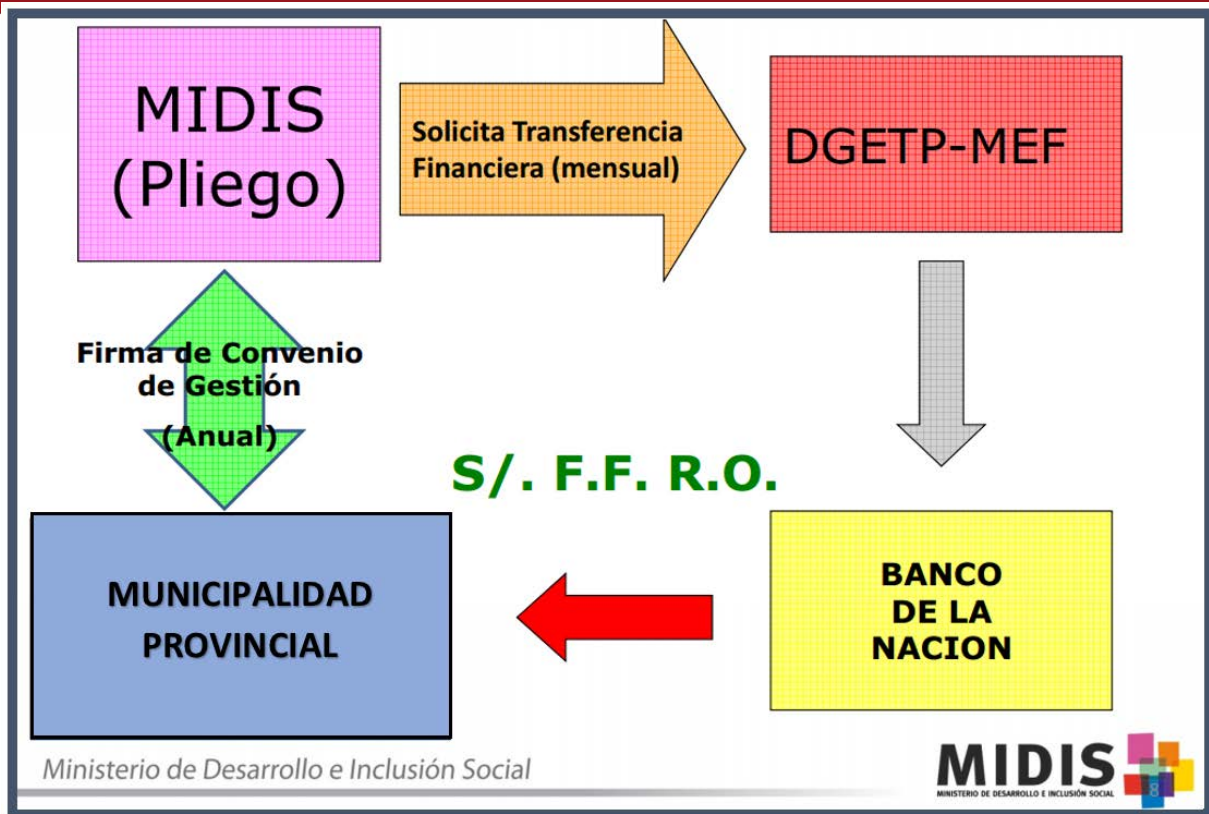 MIDIS
(Pliego)
Solicita Transferencia
Financiera (mensual)
DGETP-MEF
Firma de Convenio
de Gestión
(Anual)
S/. F.F. R.O.
MUNICIPALIDAD
PROVINCIAL
BANCO
DE LA
NACION
Ministerio de Desarrollo e Inclusión Social
MIDIS
MINISTERIO DE DESARROLLO E INCLUSIÓN SOCIAL
8